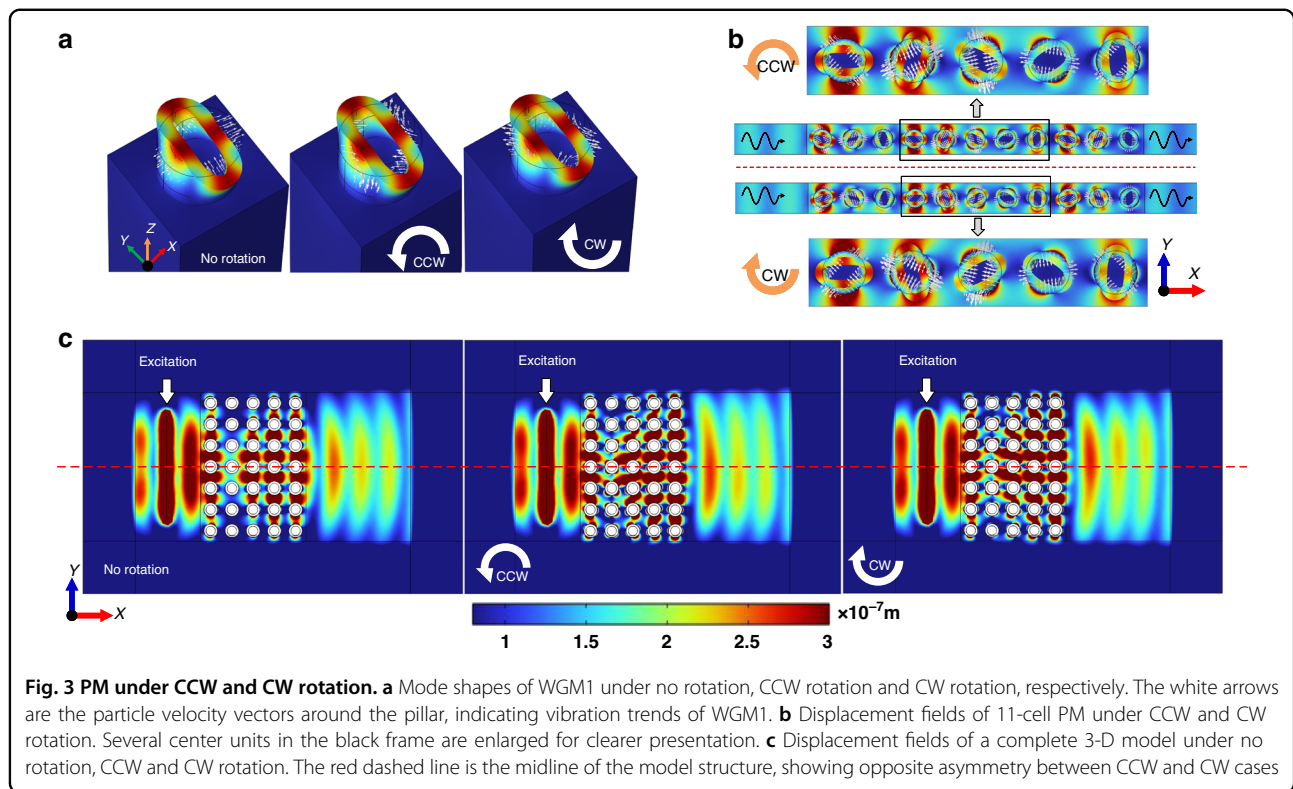 a
b
CCW
Z
Y
X
No rotation
CCW
CW
CW
Y
X
c
Excitation
Excitation
Excitation
No rotation
CCW
CW
Y
X
×10⁻⁷m
1
1.5
2
2.5
3
Fig. 3 PM under CCW and CW rotation. a Mode shapes of WGM1 under no rotation, CCW rotation and CW rotation, respectively. The white arrows
are the particle velocity vectors around the pillar, indicating vibration trends of WGM1. b Displacement fields of 11-cell PM under CCW and CW
rotation. Several center units in the black frame are enlarged for clearer presentation. c Displacement fields of a complete 3-D model under no
rotation, CCW and CW rotation. The red dashed line is the midline of the model structure, showing opposite asymmetry between CCW and CW cases